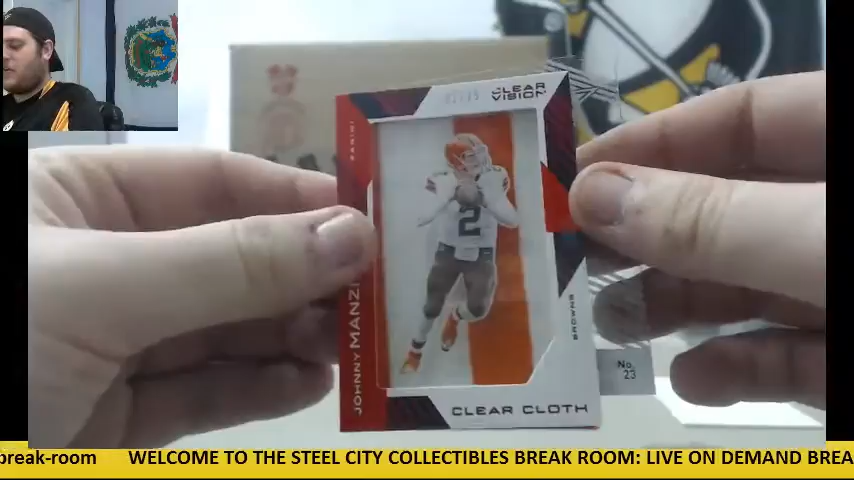 CLEAR
VISION
PANINI
2
JOHNNY MANZI
BROWNS
CLEAR CLOTH
No.
23
break-room WELCOME TO THE STEEL CITY COLLECTIBLES BREAK ROOM: LIVE ON DEMAND BREA